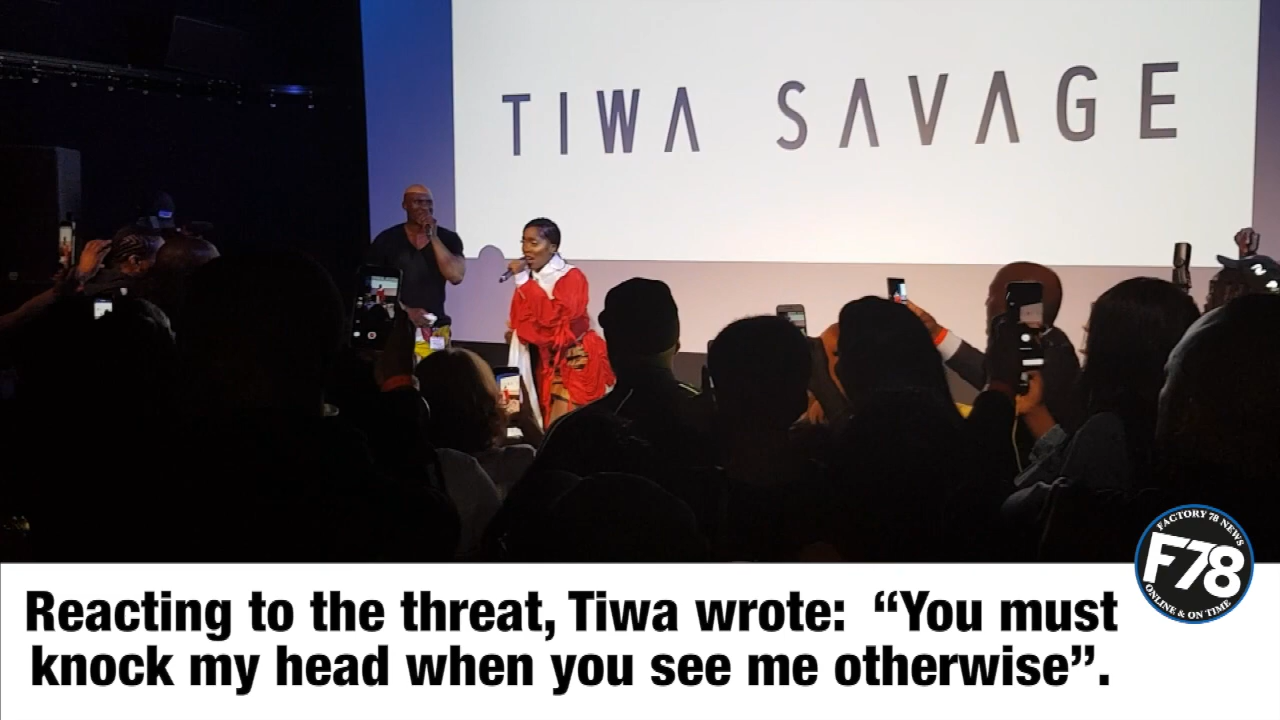 TIWA SAVAGE
FACTORY 78 NEWS
F78
ONLINE & ON TIME
Reacting to the threat, Tiwa wrote: “You must
knock my head when you see me otherwise”.